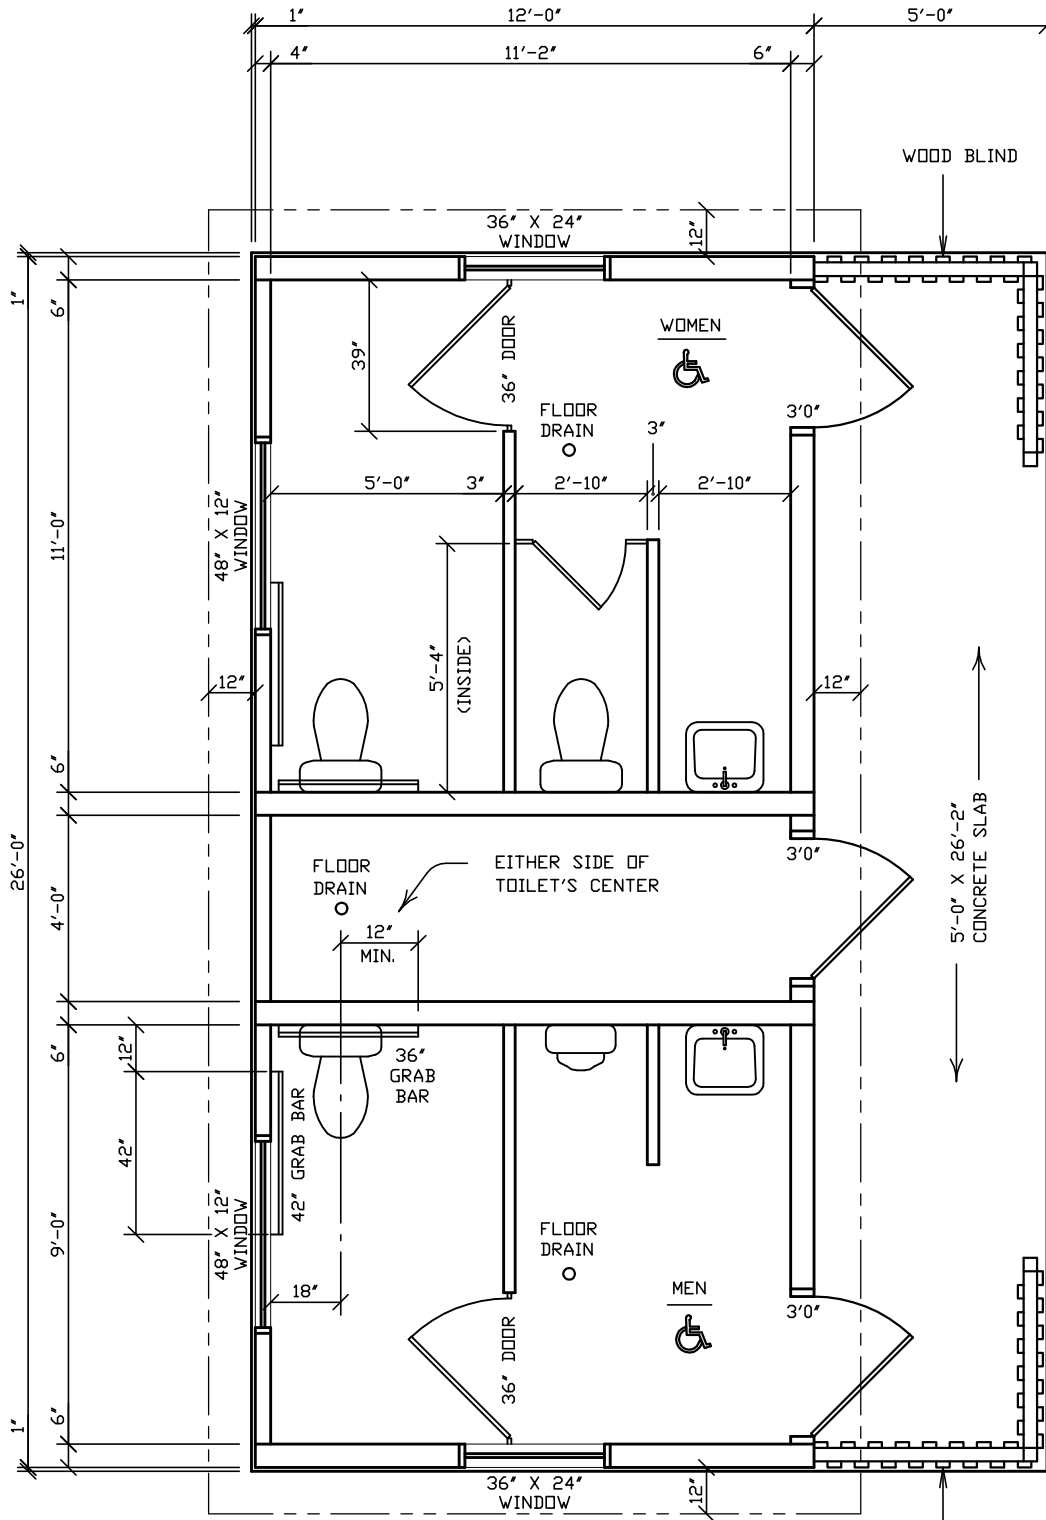 1"
12'-0"
5'-0"
4"
11'-2"
6"
WOOD BLIND
36" X 24"
WINDOW
12"
1"
6"
39"
36" DOOR
WOMEN
FLOOR
DRAIN
3'0"
3"
5'-0"
3"
2'-10"
2'-10"
48" X 12"
WINDOW
11'-0"
5'-4"
(INSIDE)
12"
12"
6"
26'-0"
4'-0"
FLOOR
DRAIN
EITHER SIDE OF
TOILET'S CENTER
3'0"
12"
MIN.
5'-0" X 26'-2"
CONCRETE SLAB
6"
12"
36"
GRAB
BAR
42"
42" GRAB BAR
48" X 12"
WINDOW
9'-0"
FLOOR
DRAIN
18"
MEN
3'0"
36" DOOR
6"
1"
36" X 24"
WINDOW
12"